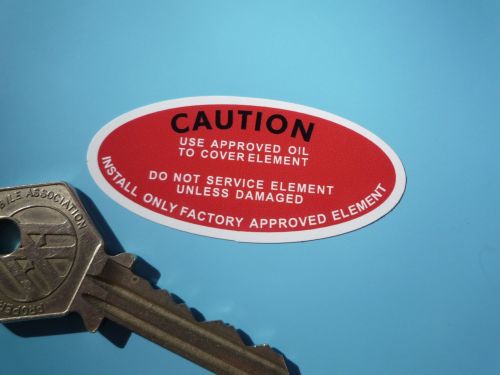 CAUTION
USE APPROVED OIL
TO COVER ELEMENT
DO NOT SERVICE ELEMENT
UNLESS DAMAGED
INSTALL ONLY FACTORY APPROVED ELEMENT
BILE ASSOCIATION
PROPER